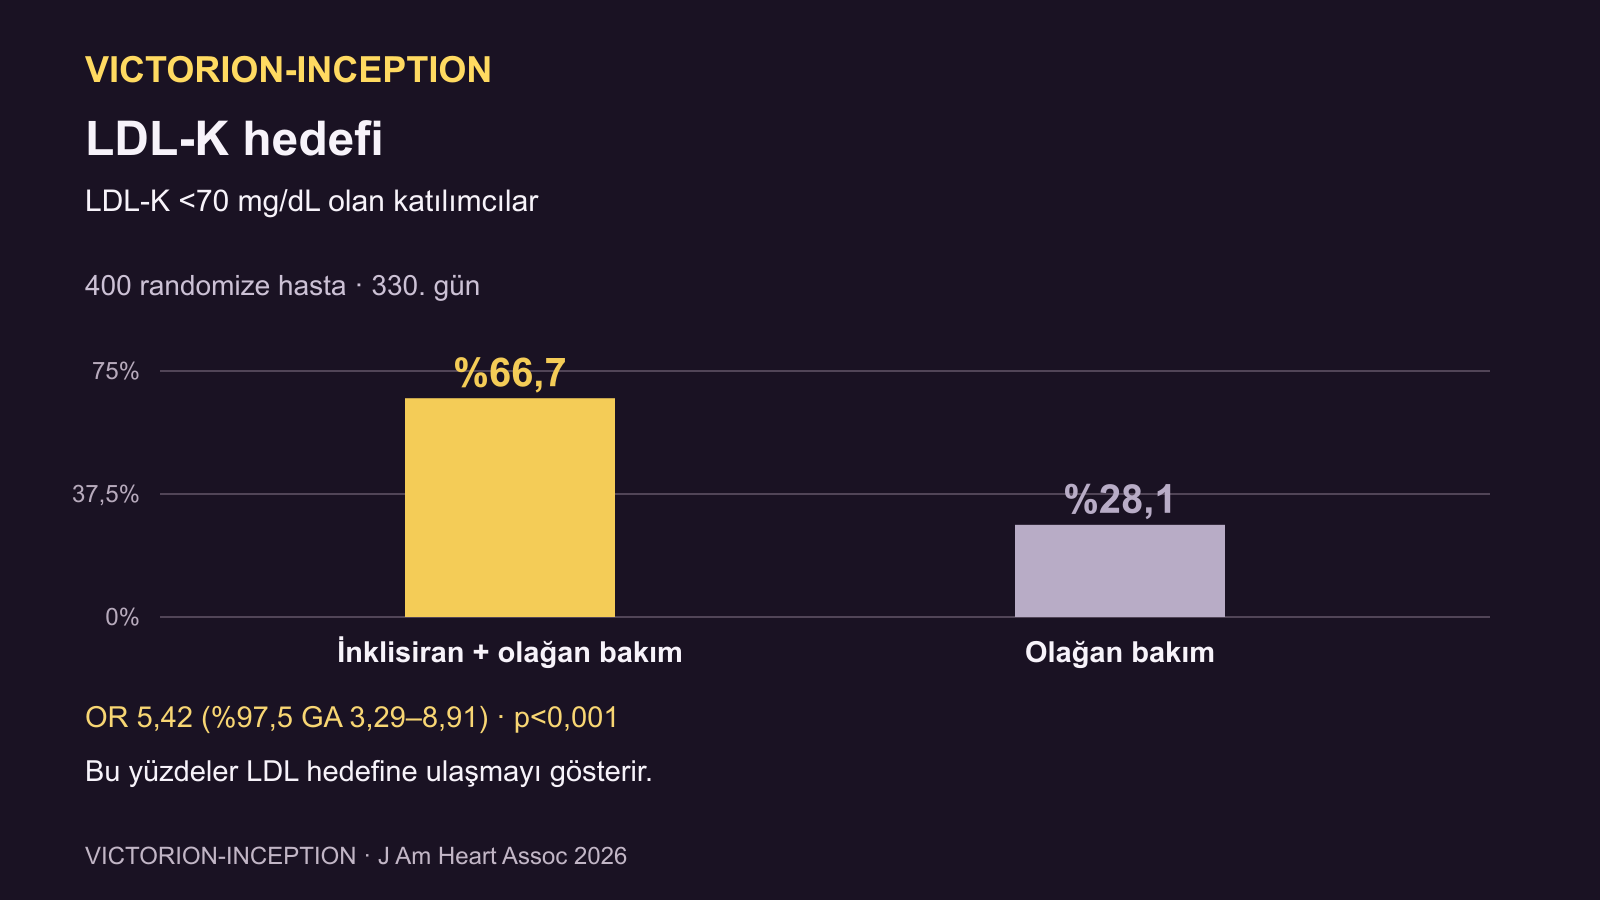 VICTORION-INCEPTION
LDL-K hedefi
LDL-K <70 mg/dL olan katılımcılar
400 randomize hasta · 330. gün
75%
%66,7
37,5%
%28,1
0%
İnklisiran + olağan bakım
Olağan bakım
OR 5,42 (%97,5 GA 3,29–8,91) · p<0,001
Bu yüzdeler LDL hedefine ulaşmayı gösterir.
VICTORION-INCEPTION · J Am Heart Assoc 2026